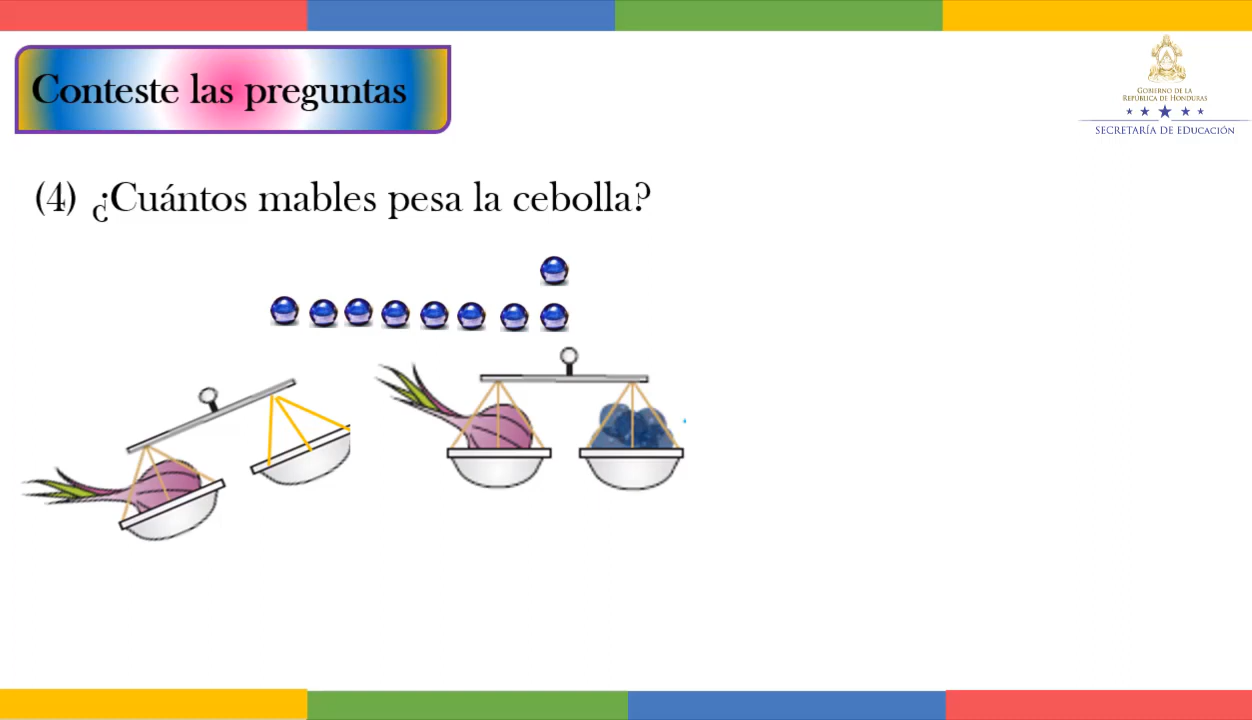 Conteste las preguntas
GOBIERNO DE LA
REPÚBLICA DE HONDURAS
SECRETARÍA DE EDUCACIÓN
(4) ¿Cuántos mables pesa la cebolla?